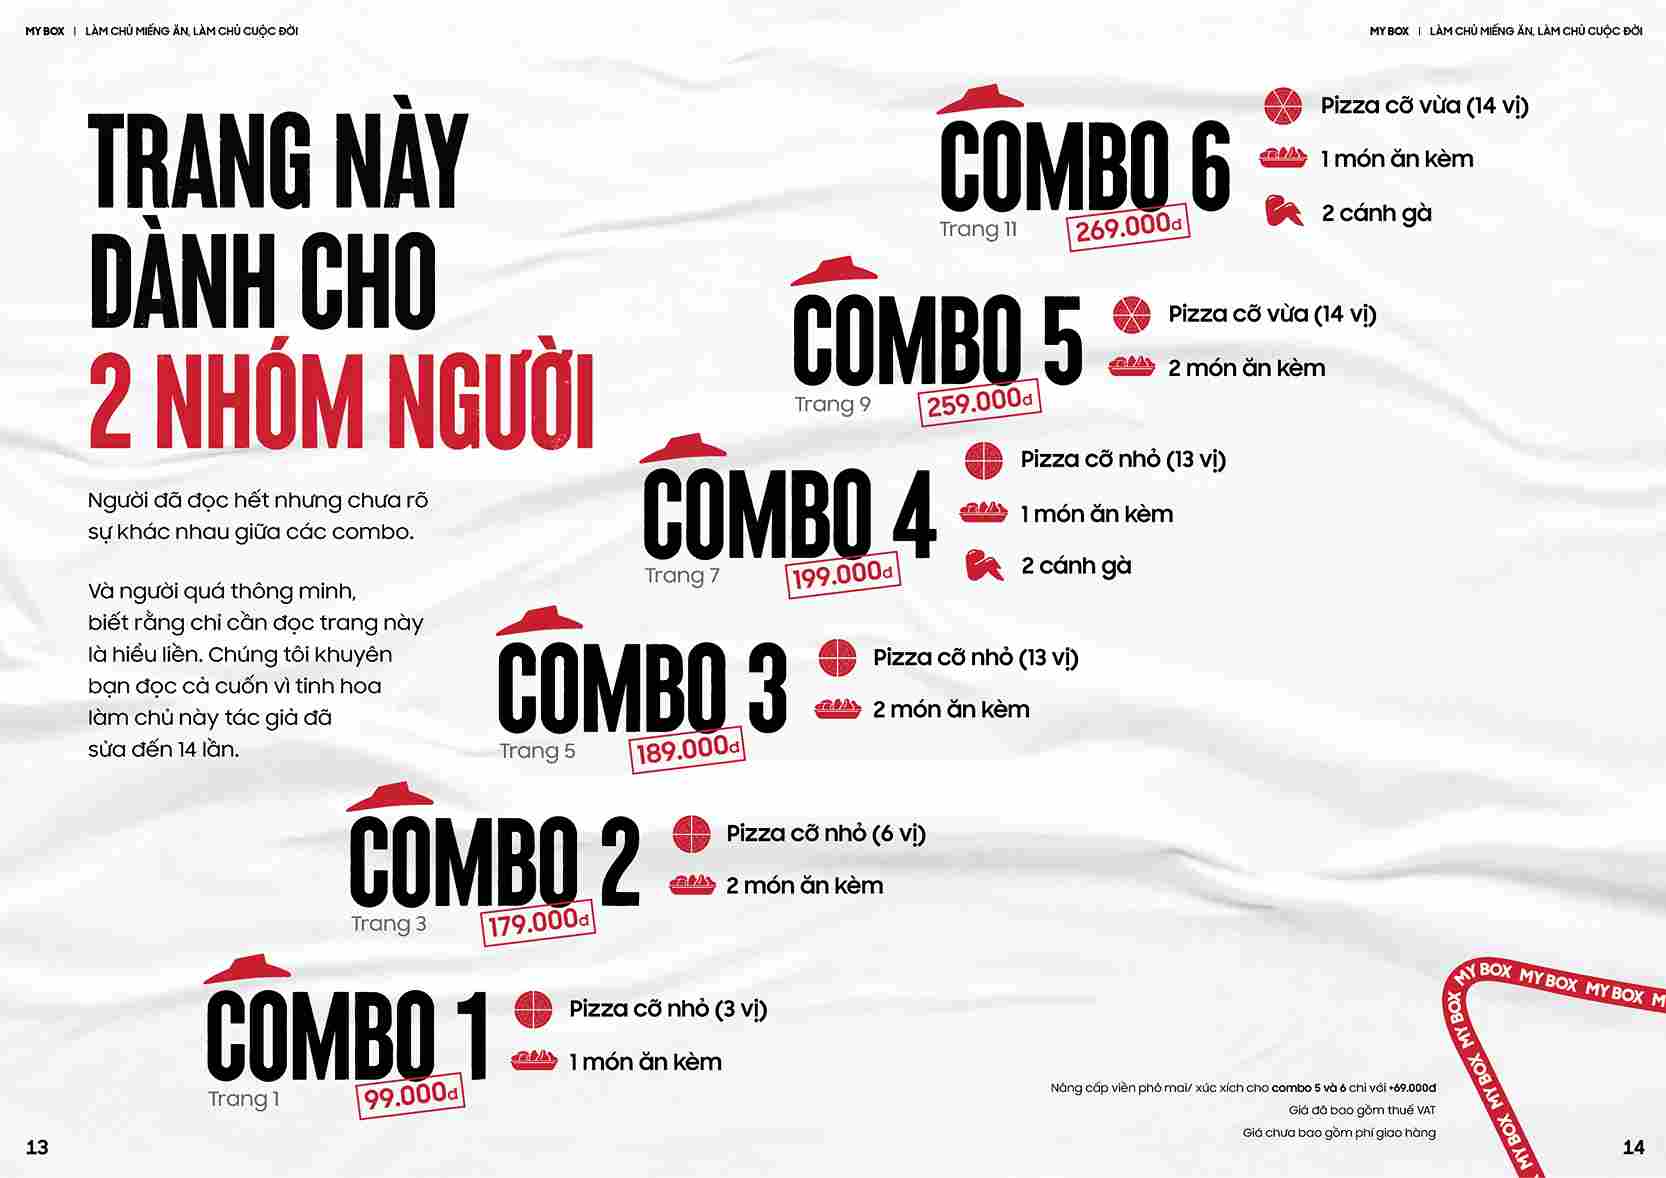 MY BOX | LÀM CHỦ MIẾNG ĂN, LÀM CHỦ CUỘC ĐỜI
MY BOX | LÀM CHỦ MIẾNG ĂN, LÀM CHỦ CUỘC ĐỜI
TRANG NÀY
DÀNH CHO
2 NHÓM NGƯỜI
Người đã đọc hết nhưng chưa rõ
sự khác nhau giữa các combo.
Và người quá thông minh,
biết rằng chỉ cần đọc trang này
là hiểu liền. Chúng tôi khuyên
bạn đọc cả cuốn vì tinh hoa
làm chủ này tác giả đã
sửa đến 14 lần.
COMBO 6
Trang 11
269.000đ
Pizza cỡ vừa (14 vị)
1 món ăn kèm
2 cánh gà
COMBO 5
Trang 9
259.000đ
Pizza cỡ vừa (14 vị)
2 món ăn kèm
COMBO 4
Trang 7
199.000đ
Pizza cỡ nhỏ (13 vị)
1 món ăn kèm
2 cánh gà
COMBO 3
Trang 5
189.000đ
Pizza cỡ nhỏ (13 vị)
2 món ăn kèm
COMBO 2
Trang 3
179.000đ
Pizza cỡ nhỏ (6 vị)
2 món ăn kèm
COMBO 1
Trang 1
99.000đ
Pizza cỡ nhỏ (3 vị)
1 món ăn kèm
Nâng cấp viền phô mai/ xúc xích cho combo 5 và 6 chỉ với +69.000đ
Giá đã bao gồm thuế VAT
Giá chưa bao gồm phí giao hàng
MY BOX MY BOX MY BOX MY BOX M
MY BOX MY BOX MY BOX MY BOX
13
14